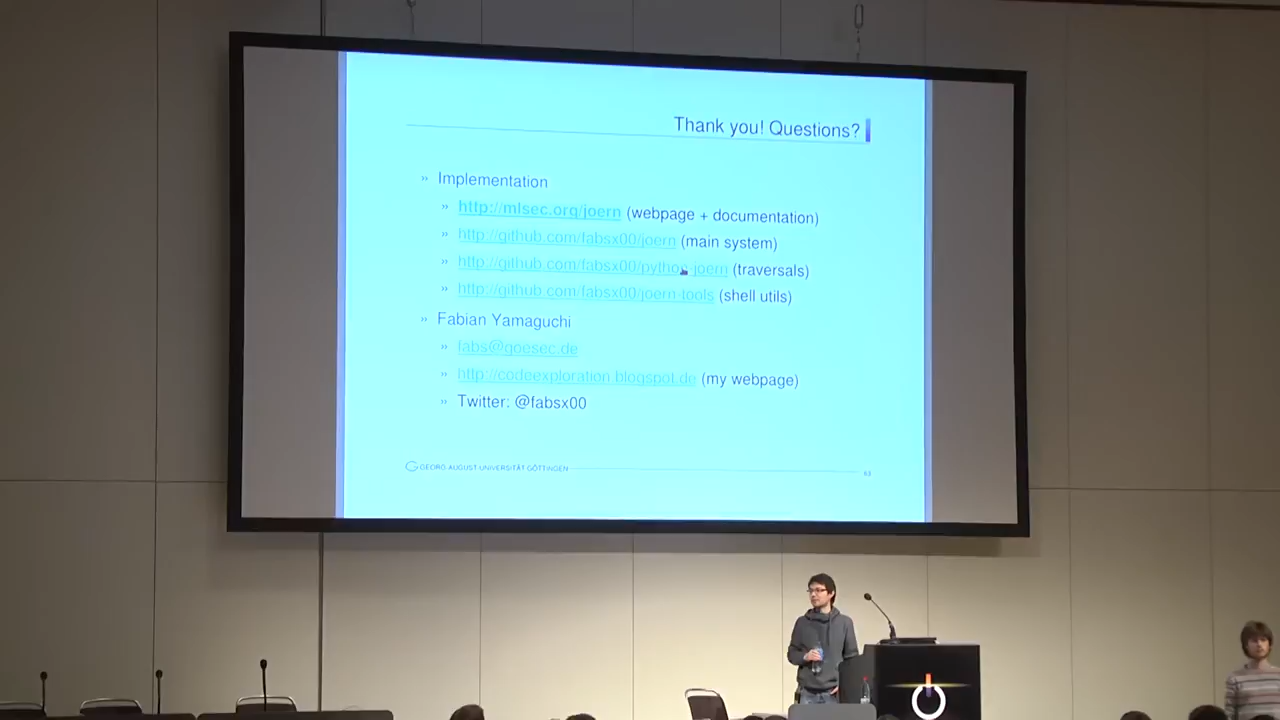 Thank you! Questions?
» Implementation
» http://mlsec.org/joern (webpage + documentation)
» http://github.com/fabsx00/joern (main system)
» http://github.com/fabsx00/python-joern (traversals)
» http://github.com/fabsx00/joern-tools (shell utils)
» Fabian Yamaguchi
» fabs@goesec.de
» http://codeexploration.blogspot.de (my webpage)
» Twitter: @fabsx00
GEORG-AUGUST-UNIVERSITÄT GÖTTINGEN